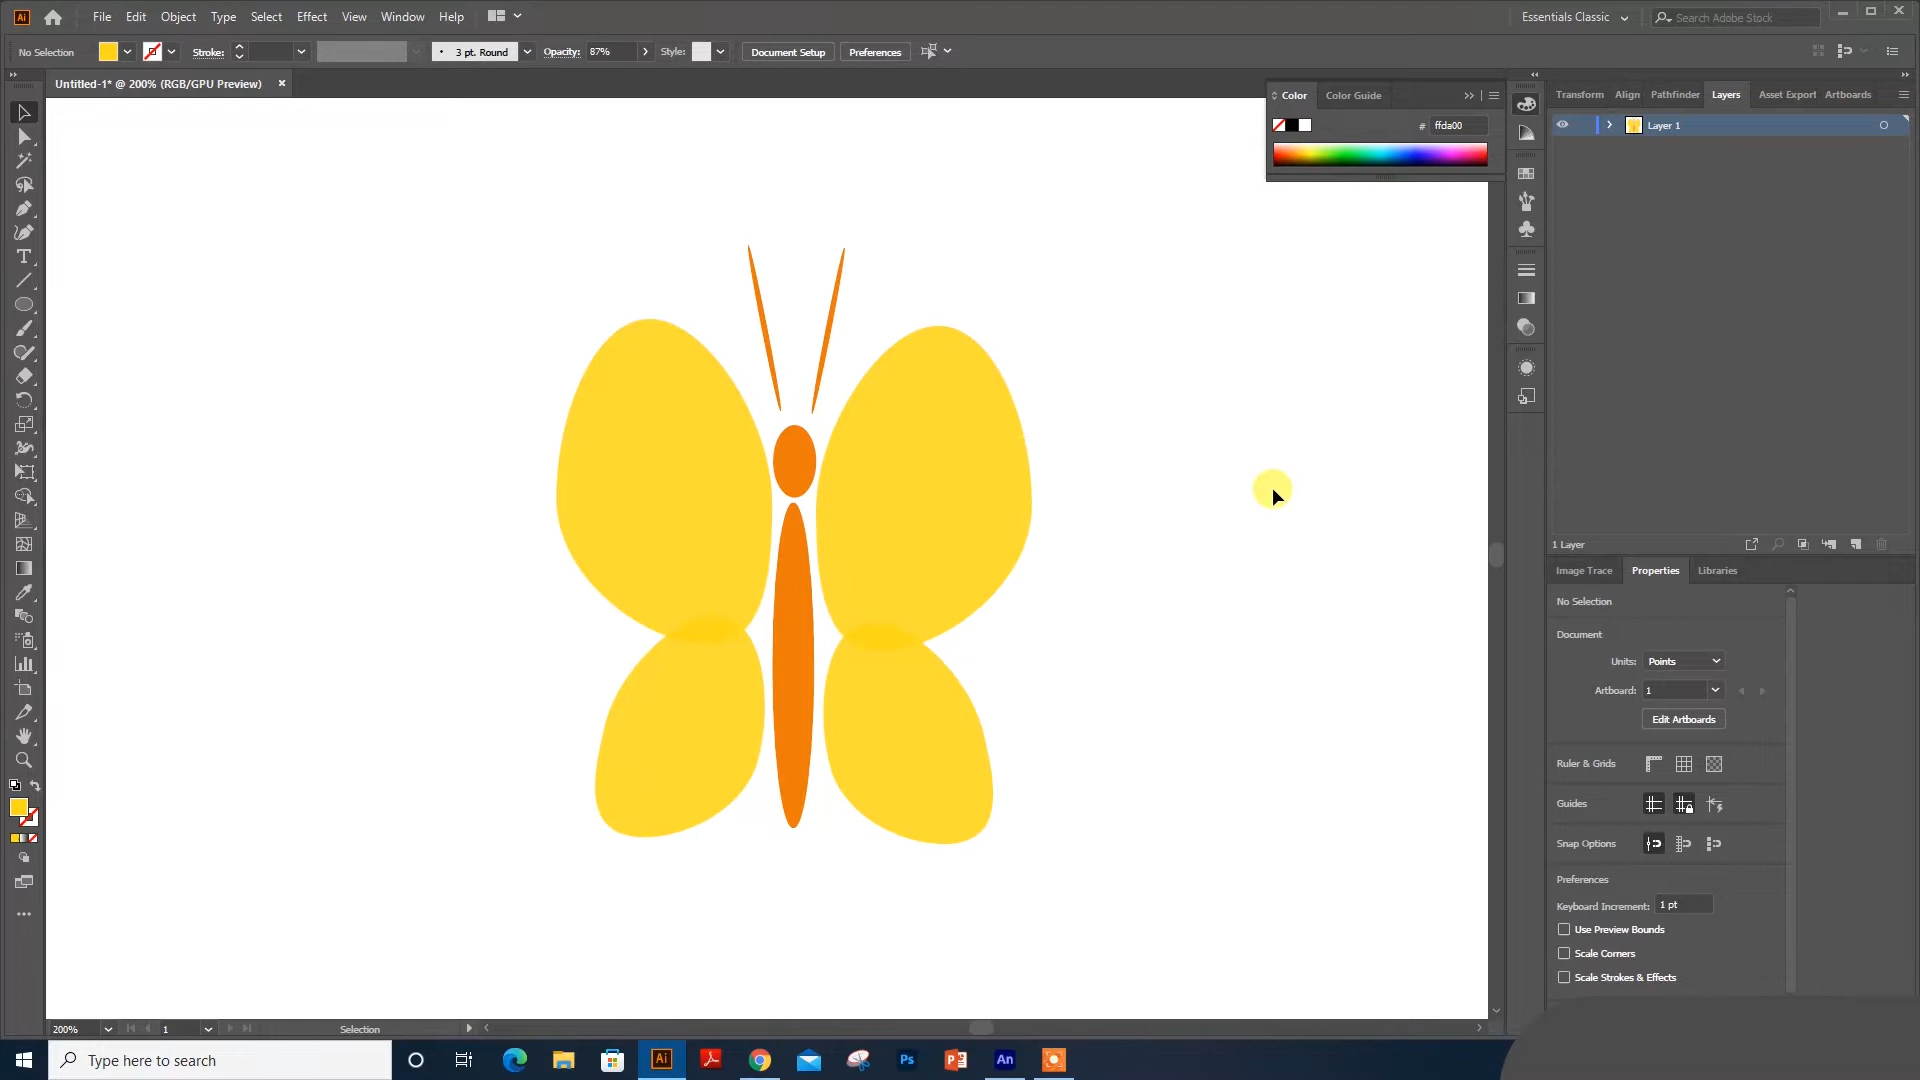 Ai File Edit Object Type Select Effect View Window Help Essentials Classic Search Adobe Stock
No Selection Stroke: 3 pt. Round Opacity: 87% Style: Document Setup Preferences
Untitled-1* @ 200% (RGB/GPU Preview)
Color Color Guide
# ffda00
Transform Align Pathfinder Layers Asset Export Artboards
Layer 1
1 Layer
Image Trace Properties Libraries
No Selection
Document
Units: Points
Artboard: 1
Edit Artboards
Ruler & Grids
Guides
Snap Options
Preferences
Keyboard Increment: 1 pt
Use Preview Bounds
Scale Corners
Scale Strokes & Effects
200% 1 Selection
Type here to search Ai Ps P An